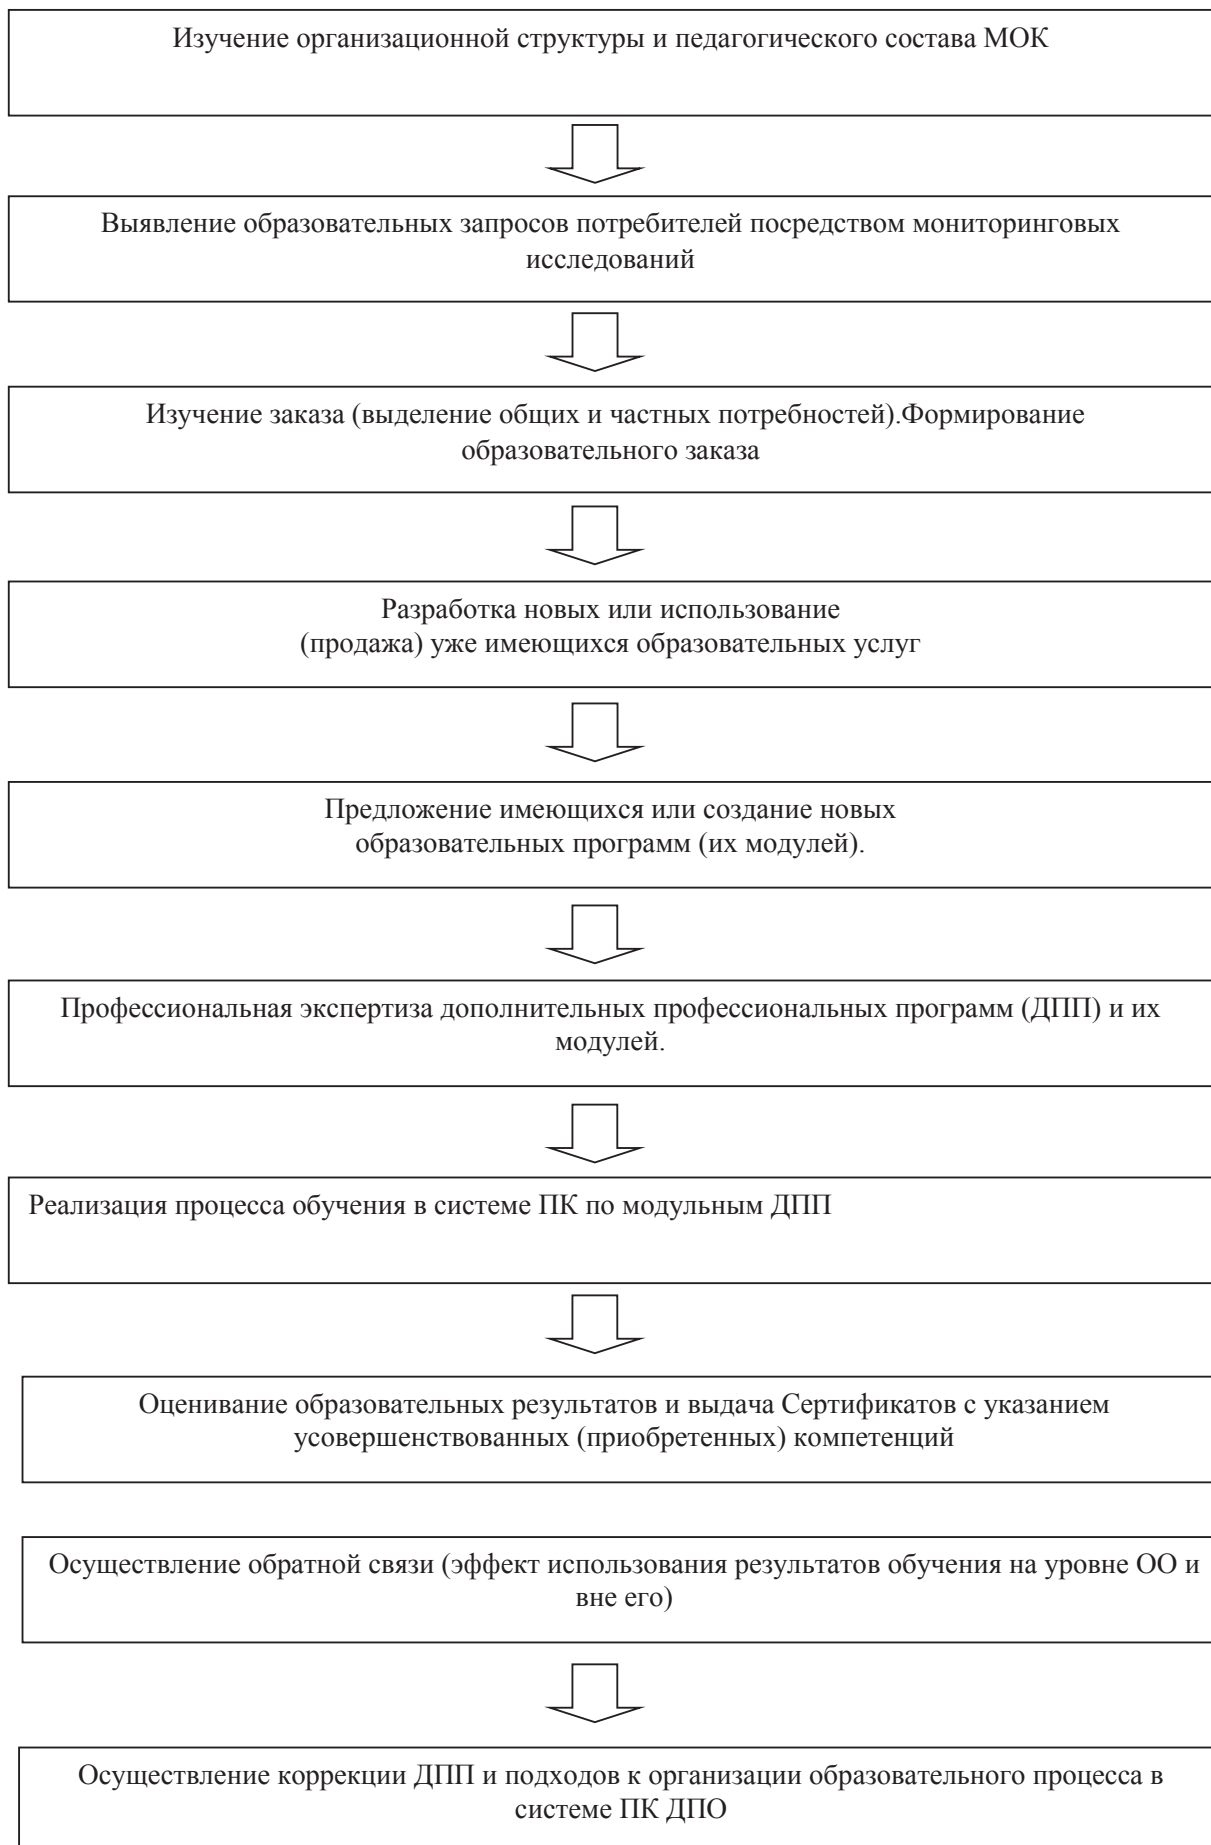 Изучение организационной структуры и педагогического состава МОК
Выявление образовательных запросов потребителей посредством мониторинговых
исследований
Изучение заказа (выделение общих и частных потребностей).Формирование
образовательного заказа
Разработка новых или использование
(продажа) уже имеющихся образовательных услуг
Предложение имеющихся или создание новых
образовательных программ (их модулей).
Профессиональная экспертиза дополнительных профессиональных программ (ДПП) и их
модулей.
Реализация процесса обучения в системе ПК по модульным ДПП
Оценивание образовательных результатов и выдача Сертификатов с указанием
усовершенствованных (приобретенных) компетенций
Осуществление обратной связи (эффект использования результатов обучения на уровне ОО и
вне его)
Осуществление коррекции ДПП и подходов к организации образовательного процесса в
системе ПК ДПО